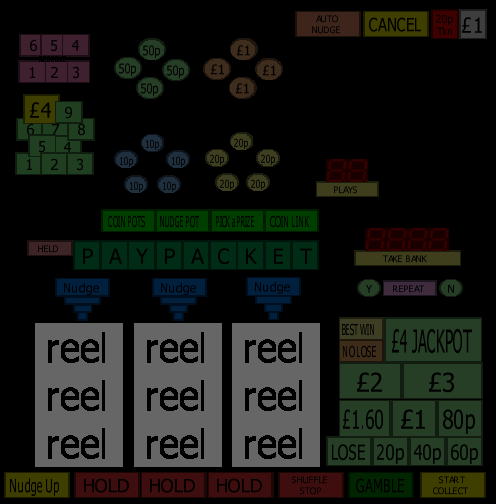 AUTO NUDGE
CANCEL
20p
£1
6 5 4
1 2 3
50p
50p 50p
50p
£1
£1 £1
£1
£4 9
6 7 8
5 4
1 2 3
10p
10p 10p
10p 10p
20p
20p 20p
20p 20p
88
PLAYS
COIN POTS NUDGE POT PICK a PRIZE COIN LINK
HELD
P A Y P A C K E T
8888
TAKE BANK
Nudge Nudge Nudge
Y REPEAT N
reel reel reel
reel reel reel
reel reel reel
BEST WIN
NO LOSE
£4 JACKPOT
£2 £3
£1.60 £1 80p
LOSE 20p 40p 60p
Nudge Up HOLD HOLD HOLD
SHUFFLE STOP
GAMBLE
START COLLECT